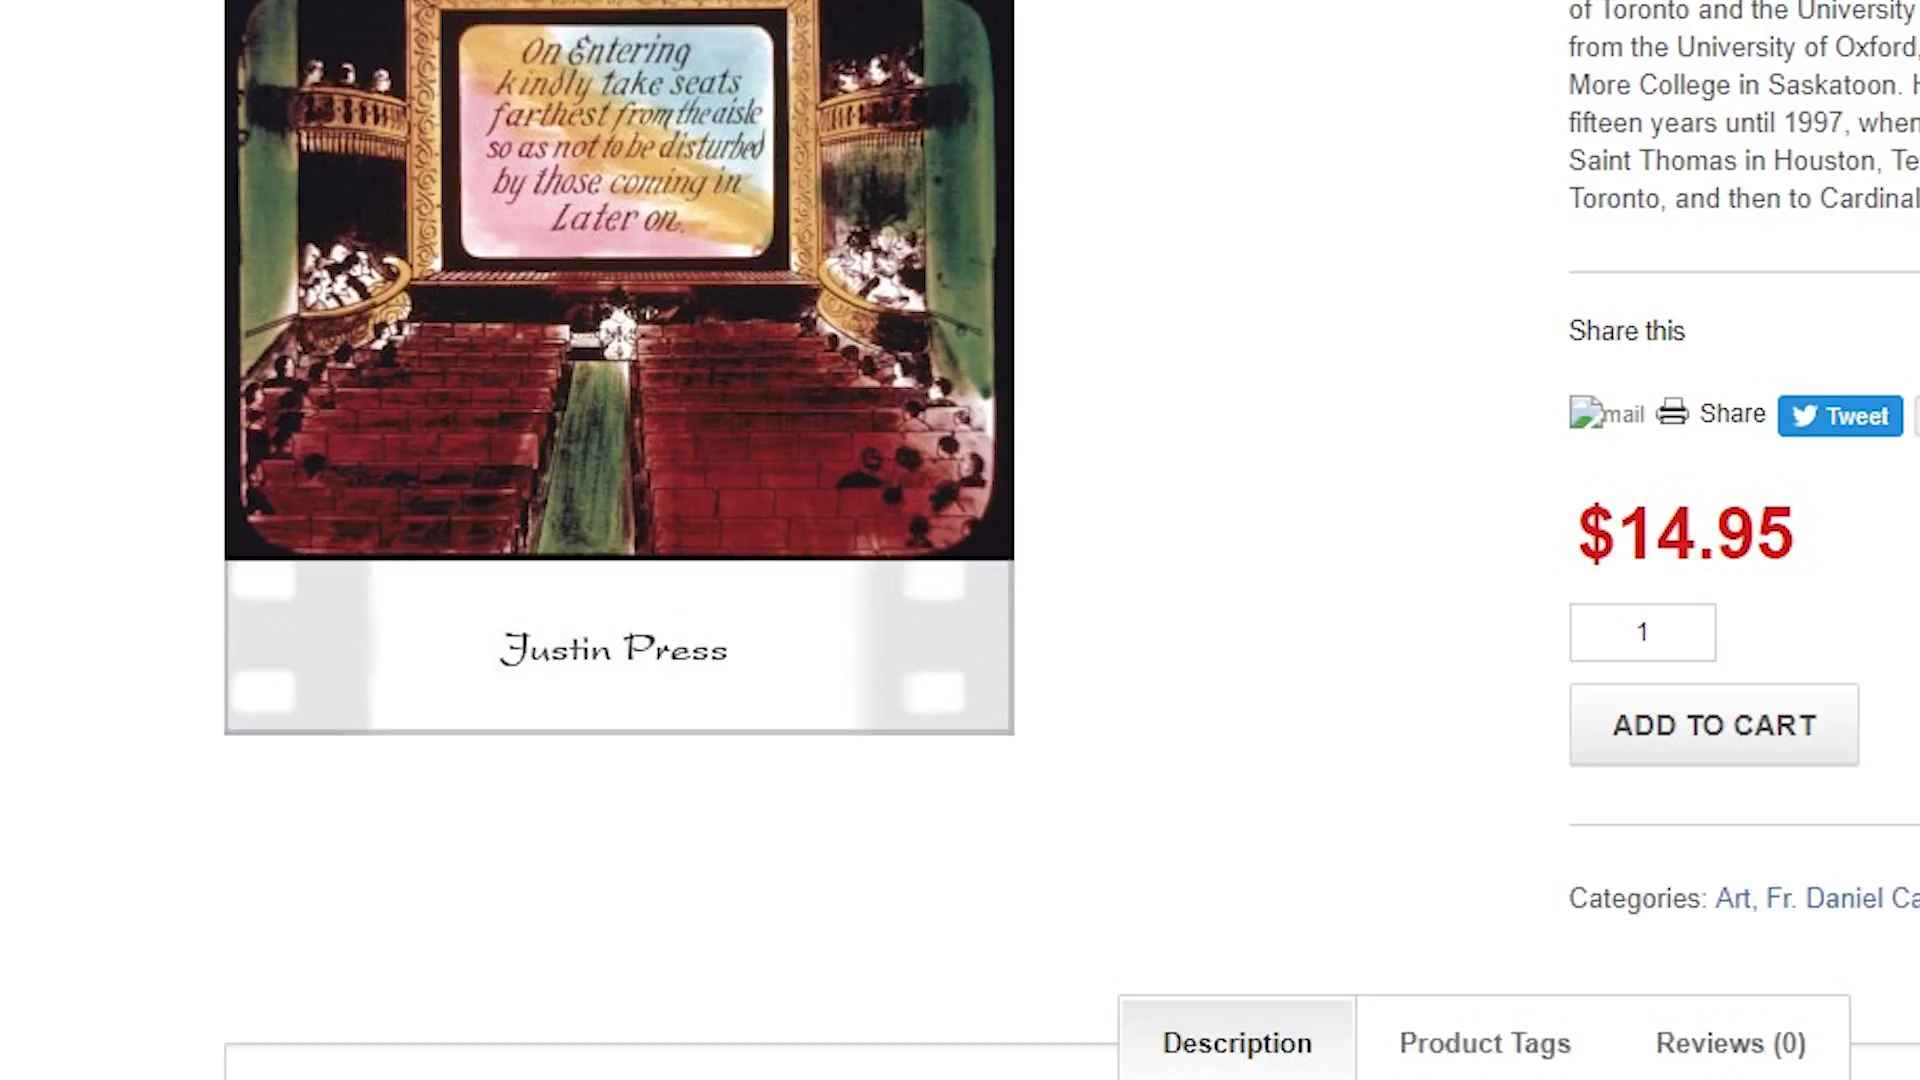 On Entering
kindly take seats
farthest from the aisle
so as not to be disturbed
by those coming in
Later on.
Justin Press
of Toronto and the University
from the University of Oxford,
More College in Saskatoon.
fifteen years until 1997, when
Saint Thomas in Houston,
Toronto, and then to Cardinal
Share this
mail Share Tweet
$14.95
1
ADD TO CART
Categories: Art, Fr. Daniel
Description Product Tags Reviews (0)